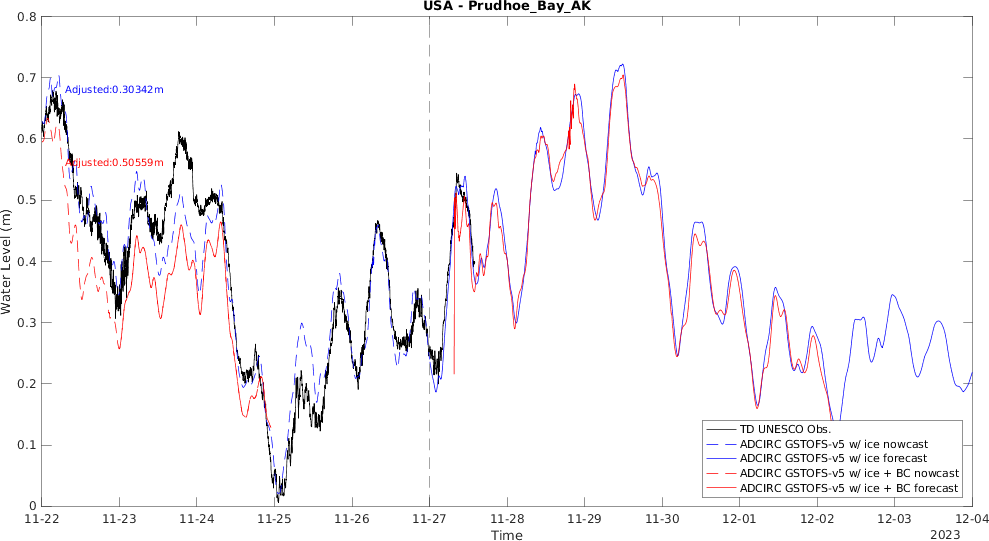 USA - Prudhoe_Bay_AK
0.8
0.7
0.6
0.5
0.4
0.3
0.2
0.1
0
Water Level (m)
Adjusted:0.30342m
Adjusted:0.50559m
TD UNESCO Obs.
ADCIRC GSTOFS-v5 w/ ice nowcast
ADCIRC GSTOFS-v5 w/ ice forecast
ADCIRC GSTOFS-v5 w/ ice + BC nowcast
ADCIRC GSTOFS-v5 w/ ice + BC forecast
11-22 11-23 11-24 11-25 11-26 11-27 11-28 11-29 11-30 12-01 12-02 12-03 12-04
Time
2023